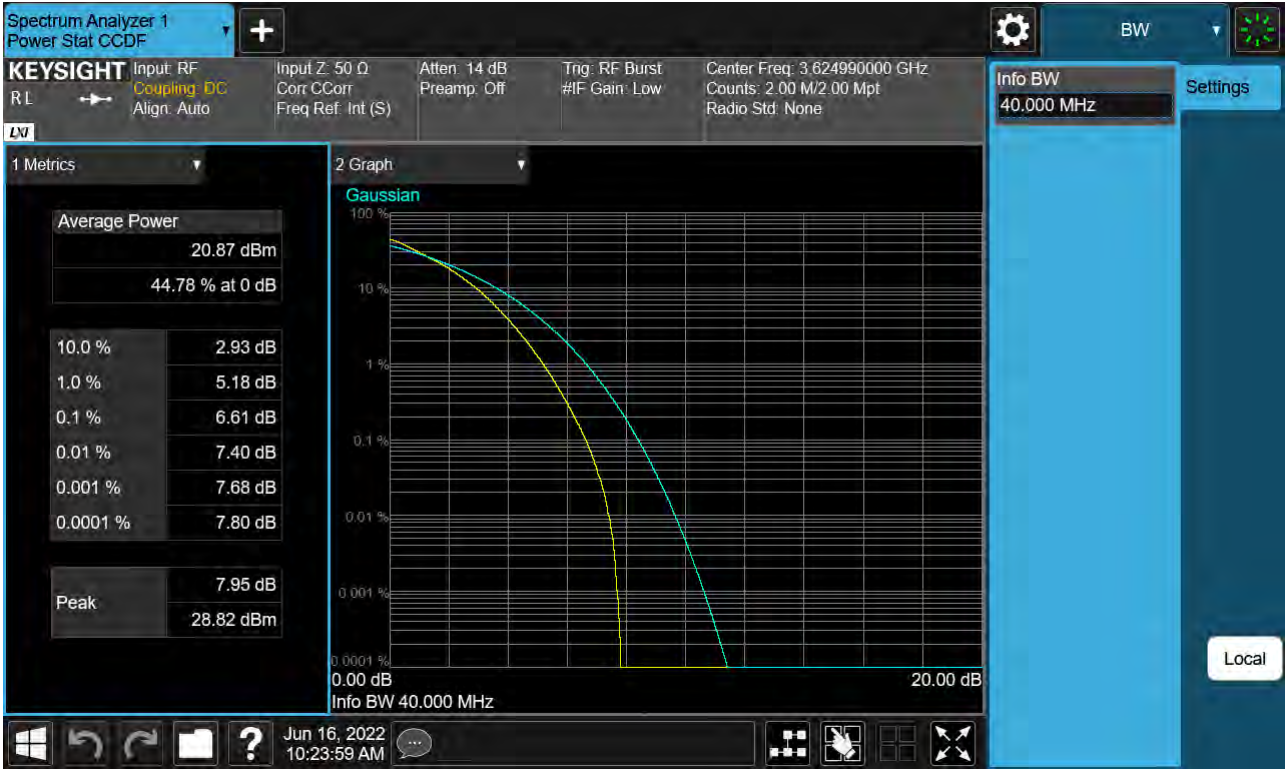 Spectrum Analyzer 1
Power Stat CCDF
+
BW
KEYSIGHT
RL
LXI
Input: RF
Coupling: DC
Align: Auto
Input Z: 50 Ω
Corr CCorr
Freq Ref: Int (S)
Atten: 14 dB
Preamp: Off
Trig: RF Burst
#IF Gain: Low
Center Freq: 3.624990000 GHz
Counts: 2.00 M/2.00 Mpt
Radio Std: None
Info BW
40.000 MHz
Settings
1 Metrics
Average Power
20.87 dBm
44.78 % at 0 dB
10.0 % 2.93 dB
1.0 % 5.18 dB
0.1 % 6.61 dB
0.01 % 7.40 dB
0.001 % 7.68 dB
0.0001 % 7.80 dB
Peak
7.95 dB
28.82 dBm
2 Graph
Gaussian
100 %
10 %
1 %
0.1 %
0.01 %
0.001 %
0.0001 %
0.00 dB 20.00 dB
Info BW 40.000 MHz
Local
?
Jun 16, 2022
10:23:59 AM